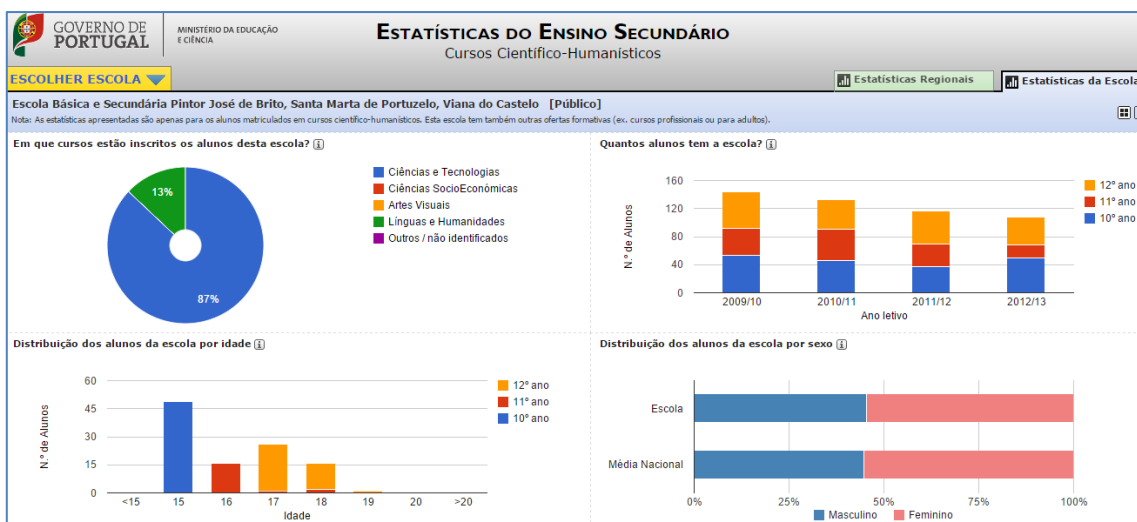 GOVERNO DE
PORTUGAL
MINISTÉRIO DA EDUCAÇÃO
E CIÊNCIA
ESTATÍSTICAS DO ENSINO SECUNDÁRIO
Cursos Científico-Humanísticos
ESCOLHER ESCOLA
Estatísticas Regionais
Estatísticas da Escola
Escola Básica e Secundária Pintor José de Brito, Santa Marta de Portuzelo, Viana do Castelo [Público]
Nota: As estatísticas apresentadas são apenas para os alunos matriculados em cursos científico-humanísticos. Esta escola tem também outras ofertas formativas (ex. cursos profissionais ou para adultos).
Em que cursos estão inscritos os alunos desta escola?
13%
87%
Ciências e Tecnologias
Ciências SocioEconómicas
Artes Visuais
Línguas e Humanidades
Outros / não identificados
Quantos alunos tem a escola?
N.º de Alunos
160
120
80
40
0
2009/10 2010/11 2011/12 2012/13
Ano letivo
12º ano
11º ano
10º ano
Distribuição dos alunos da escola por idade
N.º de Alunos
60
45
30
15
0
<15 15 16 17 18 19 20 >20
Idade
12º ano
11º ano
10º ano
Distribuição dos alunos da escola por sexo
Escola
Média Nacional
0% 25% 50% 75% 100%
Masculino Feminino